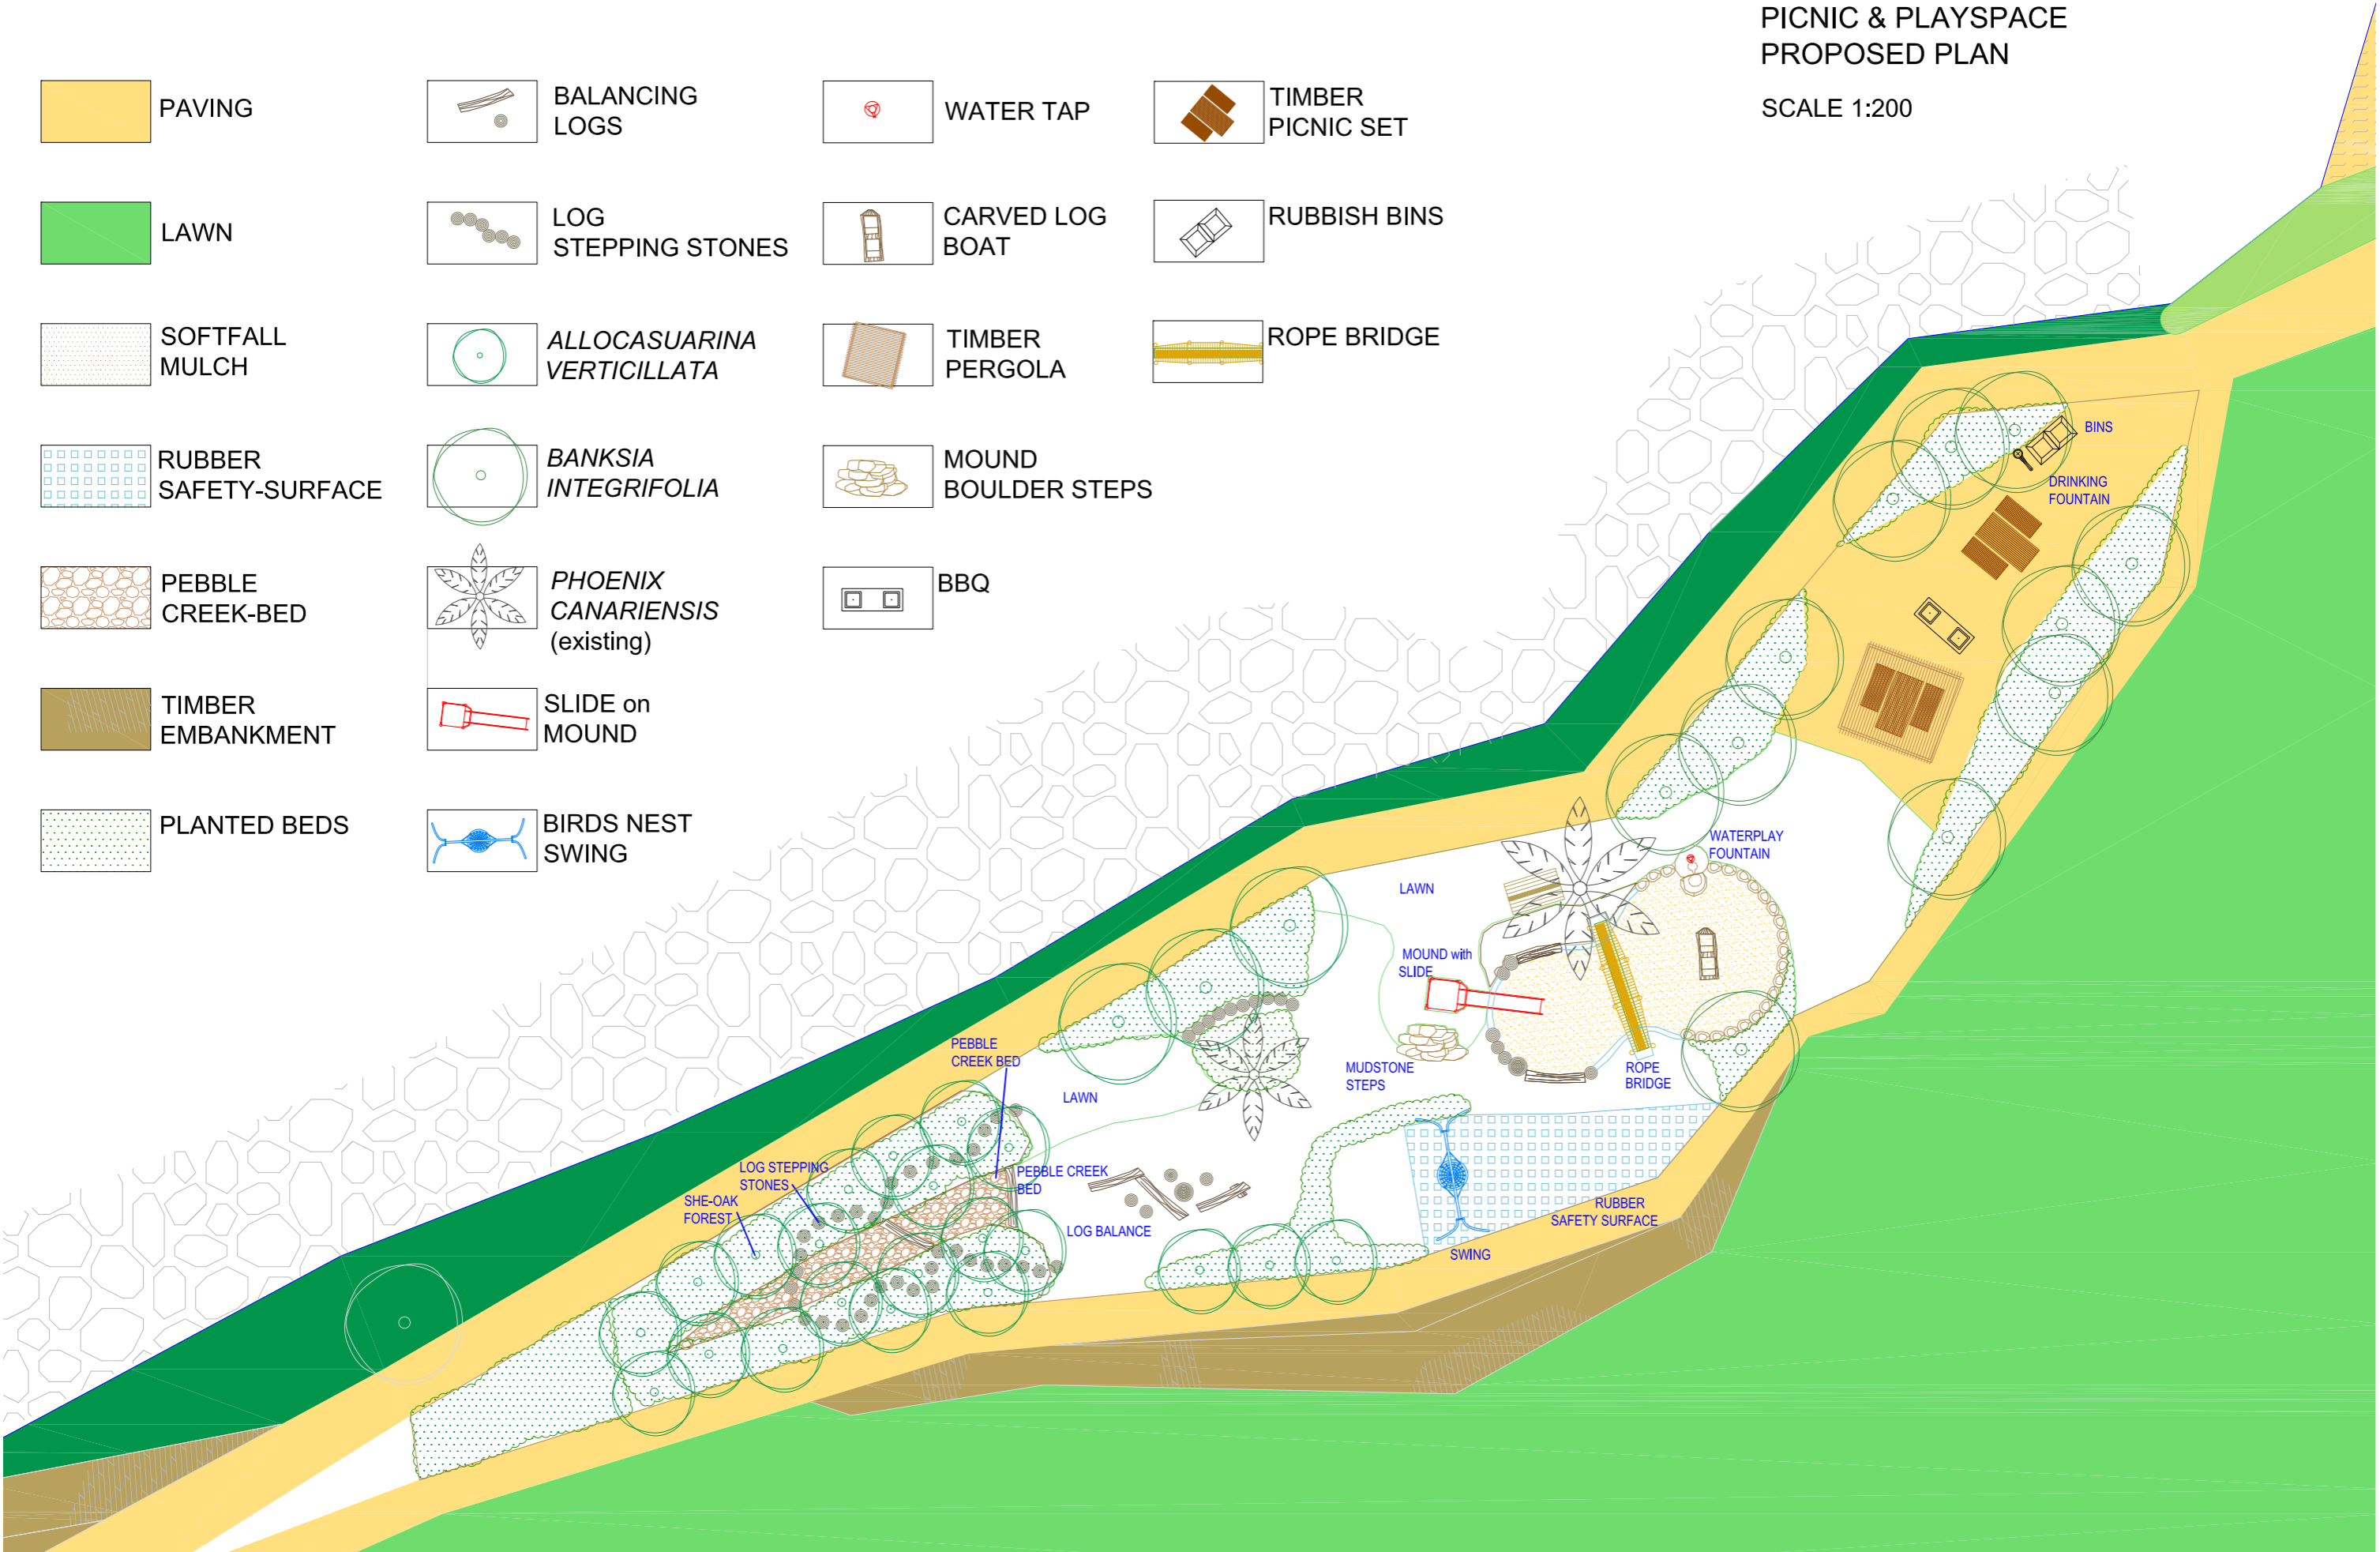 PICNIC & PLAYSPACE
PROPOSED PLAN
SCALE 1:200
PAVING
LAWN
SOFTFALL
MULCH
RUBBER
SAFETY-SURFACE
PEBBLE
CREEK-BED
TIMBER
EMBANKMENT
PLANTED BEDS
BALANCING
LOGS
LOG
STEPPING STONES
ALLOCASUARINA
VERTICILLATA
BANKSIA
INTEGRIFOLIA
PHOENIX
CANARIENSIS
(existing)
SLIDE on
MOUND
BIRDS NEST
SWING
WATER TAP
CARVED LOG
BOAT
TIMBER
PERGOLA
MOUND
BOULDER STEPS
BBQ
TIMBER
PICNIC SET
RUBBISH BINS
ROPE BRIDGE
BINS
DRINKING
FOUNTAIN
WATERPLAY
FOUNTAIN
LAWN
MOUND with
SLIDE
MUDSTONE
STEPS
ROPE
BRIDGE
PEBBLE
CREEK BED
LAWN
LOG STEPPING
STONES
PEBBLE CREEK
BED
SHE-OAK
FOREST
LOG BALANCE
RUBBER
SAFETY SURFACE
SWING